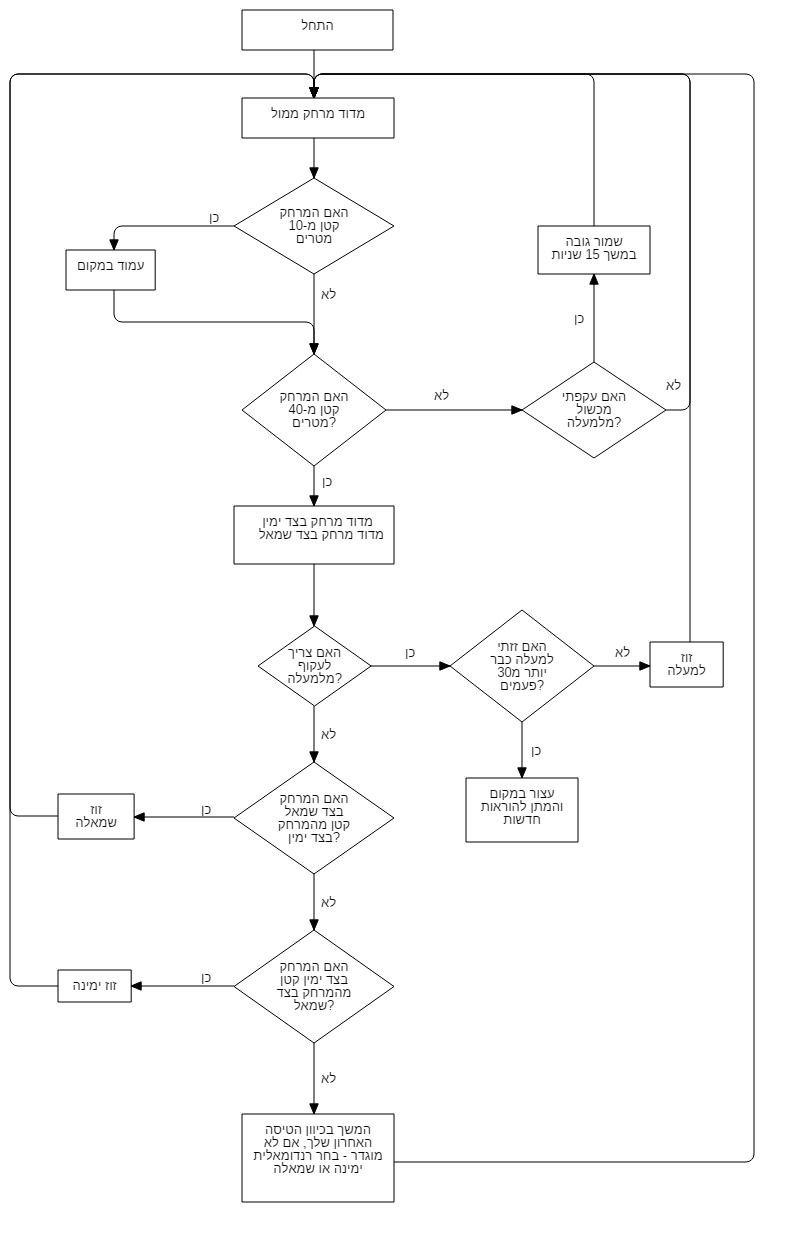 התחל
מדוד מרחק ממול
האם המרחק
קטן מ-10
מטרים
כן
עמוד במקום
לא
שמור גובה
במשך 15 שניות
כן
האם המרחק
קטן מ-40
מטרים?
לא
האם עקפתי
מכשול
מלמעלה?
לא
כן
מדוד מרחק בצד ימין
מדוד מרחק בצד שמאל
האם צריך
לעקוף
מלמעלה?
כן
האם זזתי
למעלה כבר
יותר מ30
פעמים?
לא
זוז
למעלה
כן
עצור במקום
והמתן להוראות
חדשות
לא
האם המרחק
בצד שמאל
קטן מהמרחק
בצד ימין?
כן
זוז
שמאלה
לא
האם המרחק
בצד ימין קטן
מהמרחק בצד
שמאל?
כן
זוז ימינה
לא
המשך בכיוון הטיסה
האחרון שלך, אם לא
מוגדר - בחר רנדומאלית
ימינה או שמאלה